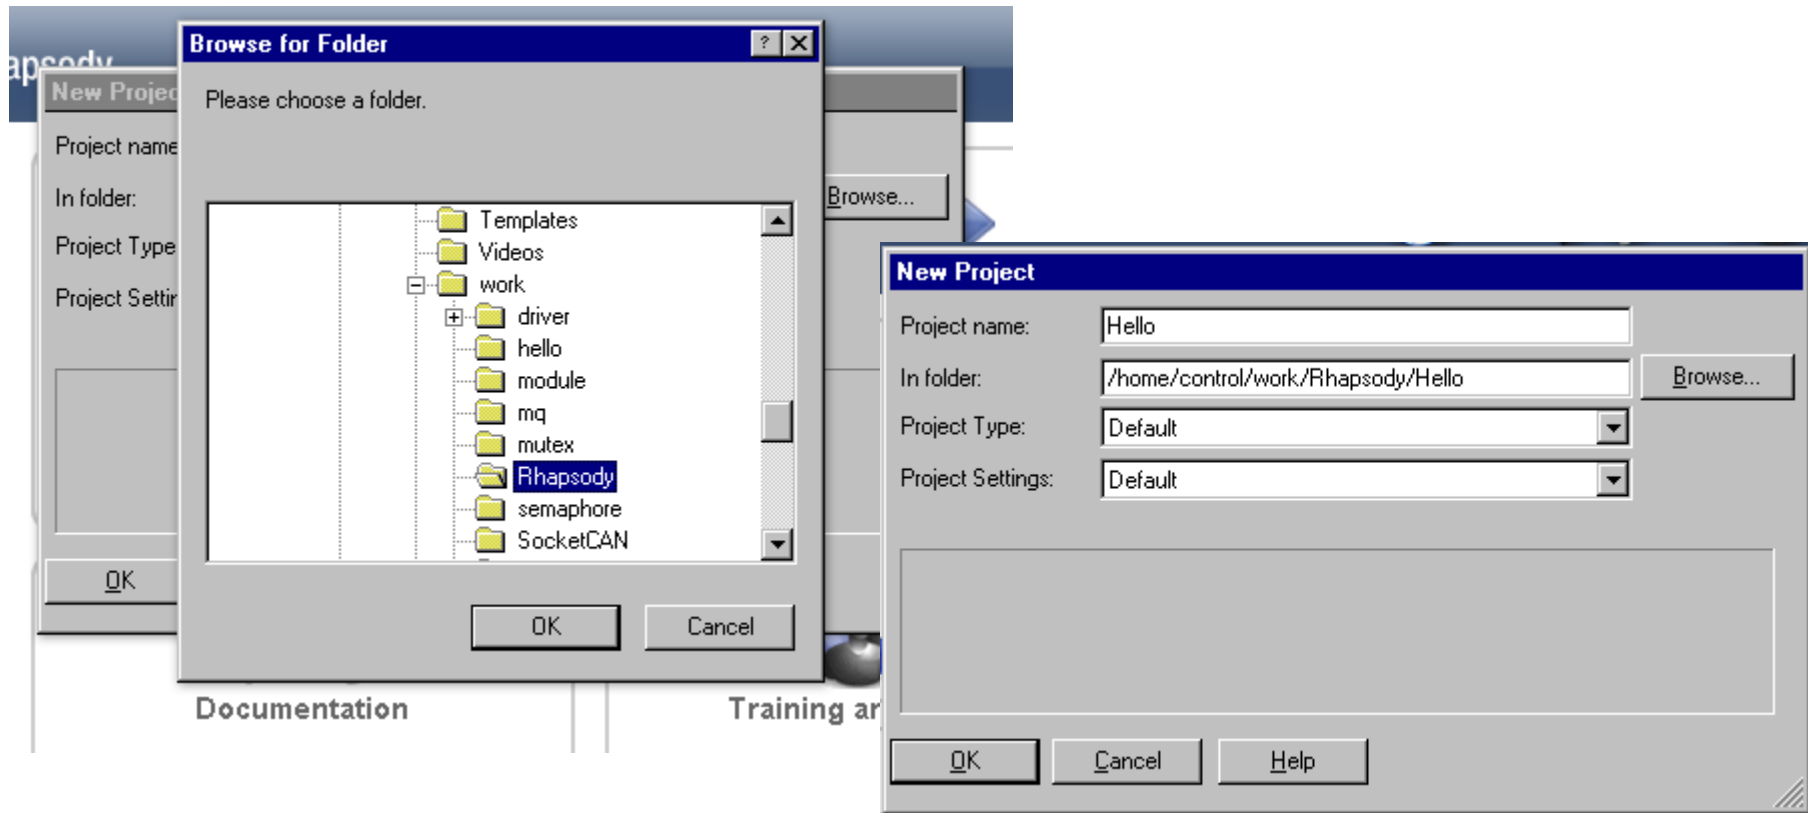 apsody
Browse for Folder
New Projec
Please choose a folder.
Project name
In folder:
Browse...
Project Type
Project Settin
Templates
Videos
work
driver
hello
module
mq
mutex
Rhapsody
semaphore
SocketCAN
OK
OK
Cancel
Documentation
Training ar
New Project
Project name:
Hello
In folder:
/home/control/work/Rhapsody/Hello
Browse...
Project Type:
Default
Project Settings:
Default
OK
Cancel
Help